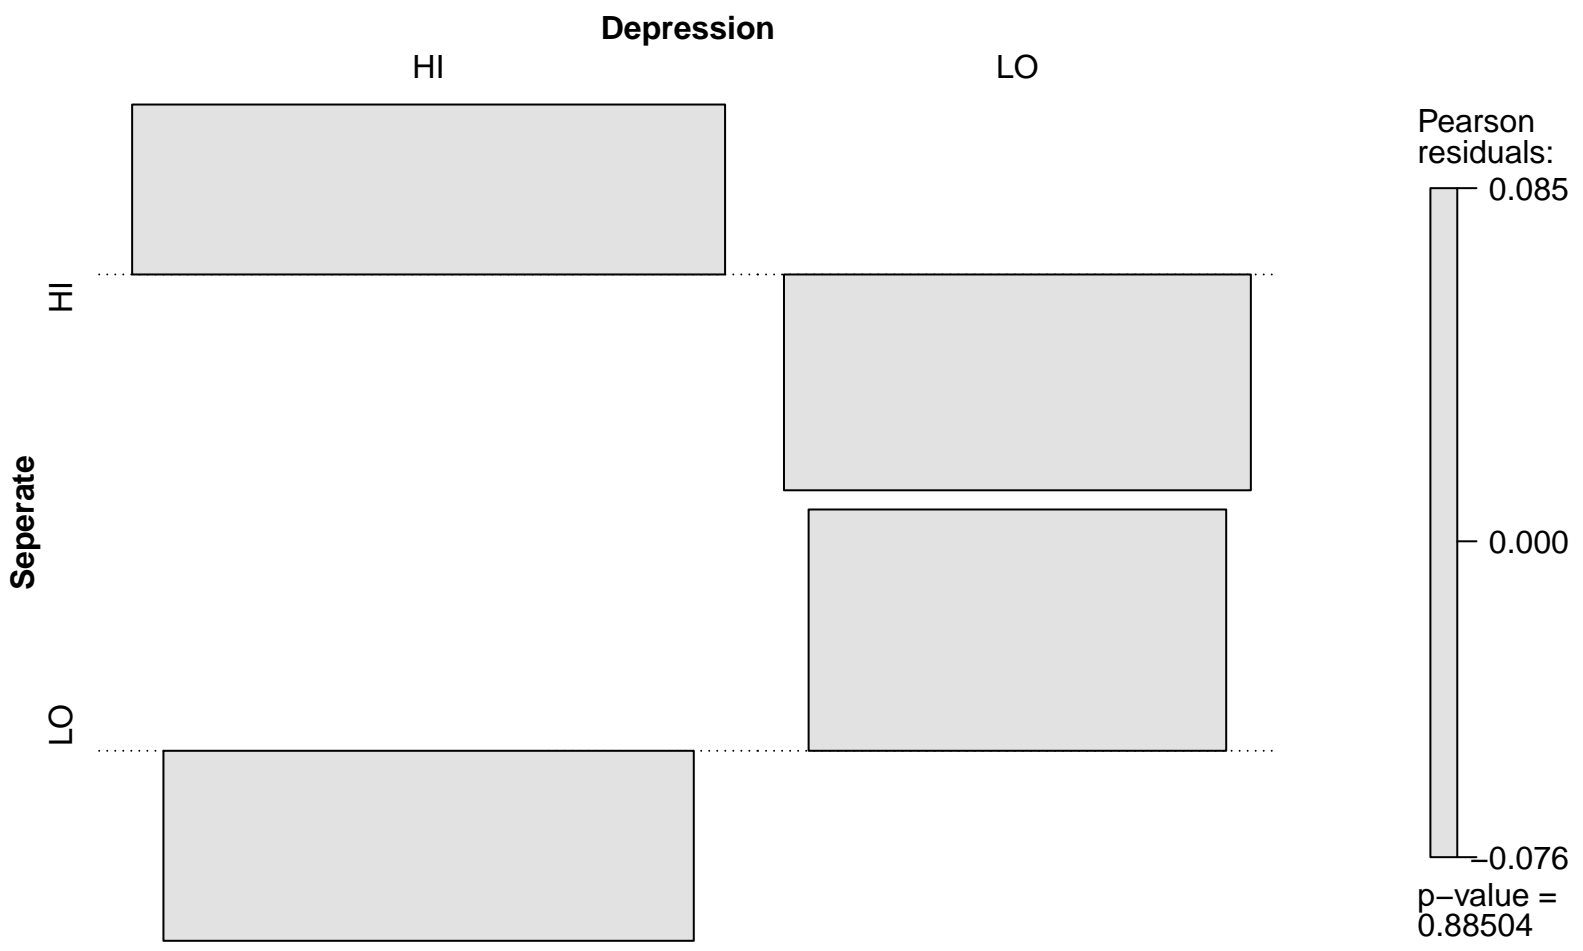 Depression
HI
LO
HI
Seperate
LO
Pearson
residuals:
0.085
0.000
−0.076
p−value =
0.88504